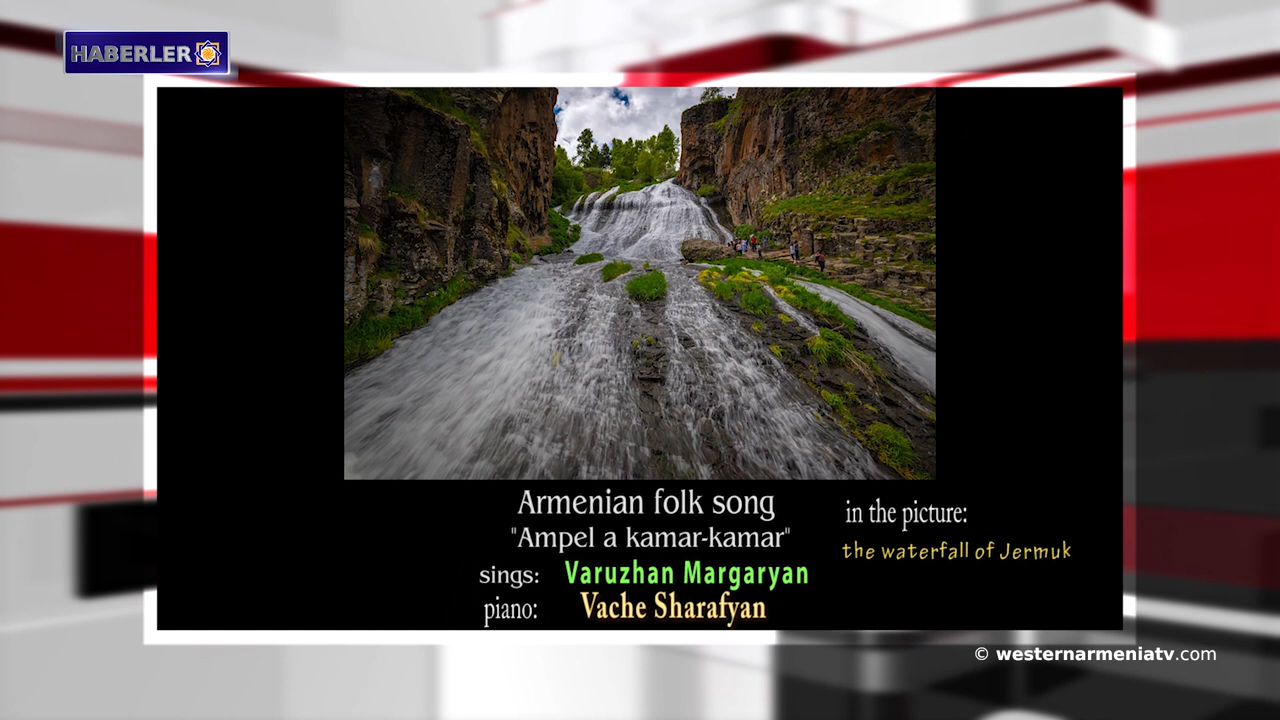 HABERLER
Armenian folk song
"Ampel a kamar-kamar"
sings: Varuzhan Margaryan
piano: Vache Sharafyan
in the picture:
the waterfall of Jermuk
© westernarmeniatv.com